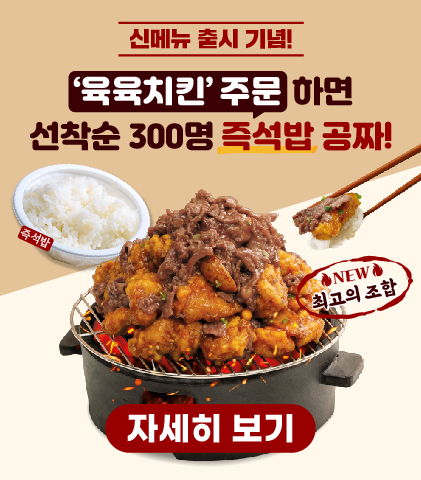 신메뉴 출시 기념!
‘육육치킨’ 주문 하면
선착순 300명 즉석밥 공짜!
즉석밥
NEW
최고의 조합
자세히 보기